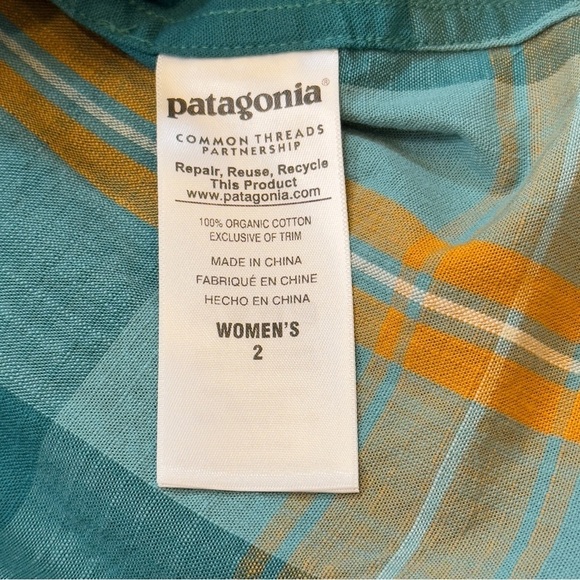 patagonia®
COMMON THREADS
PARTNERSHIP
Repair, Reuse, Recycle
This Product
www.patagonia.com
100% ORGANIC COTTON
EXCLUSIVE OF TRIM
MADE IN CHINA
FABRIQUÉ EN CHINE
HECHO EN CHINA
WOMEN'S
2